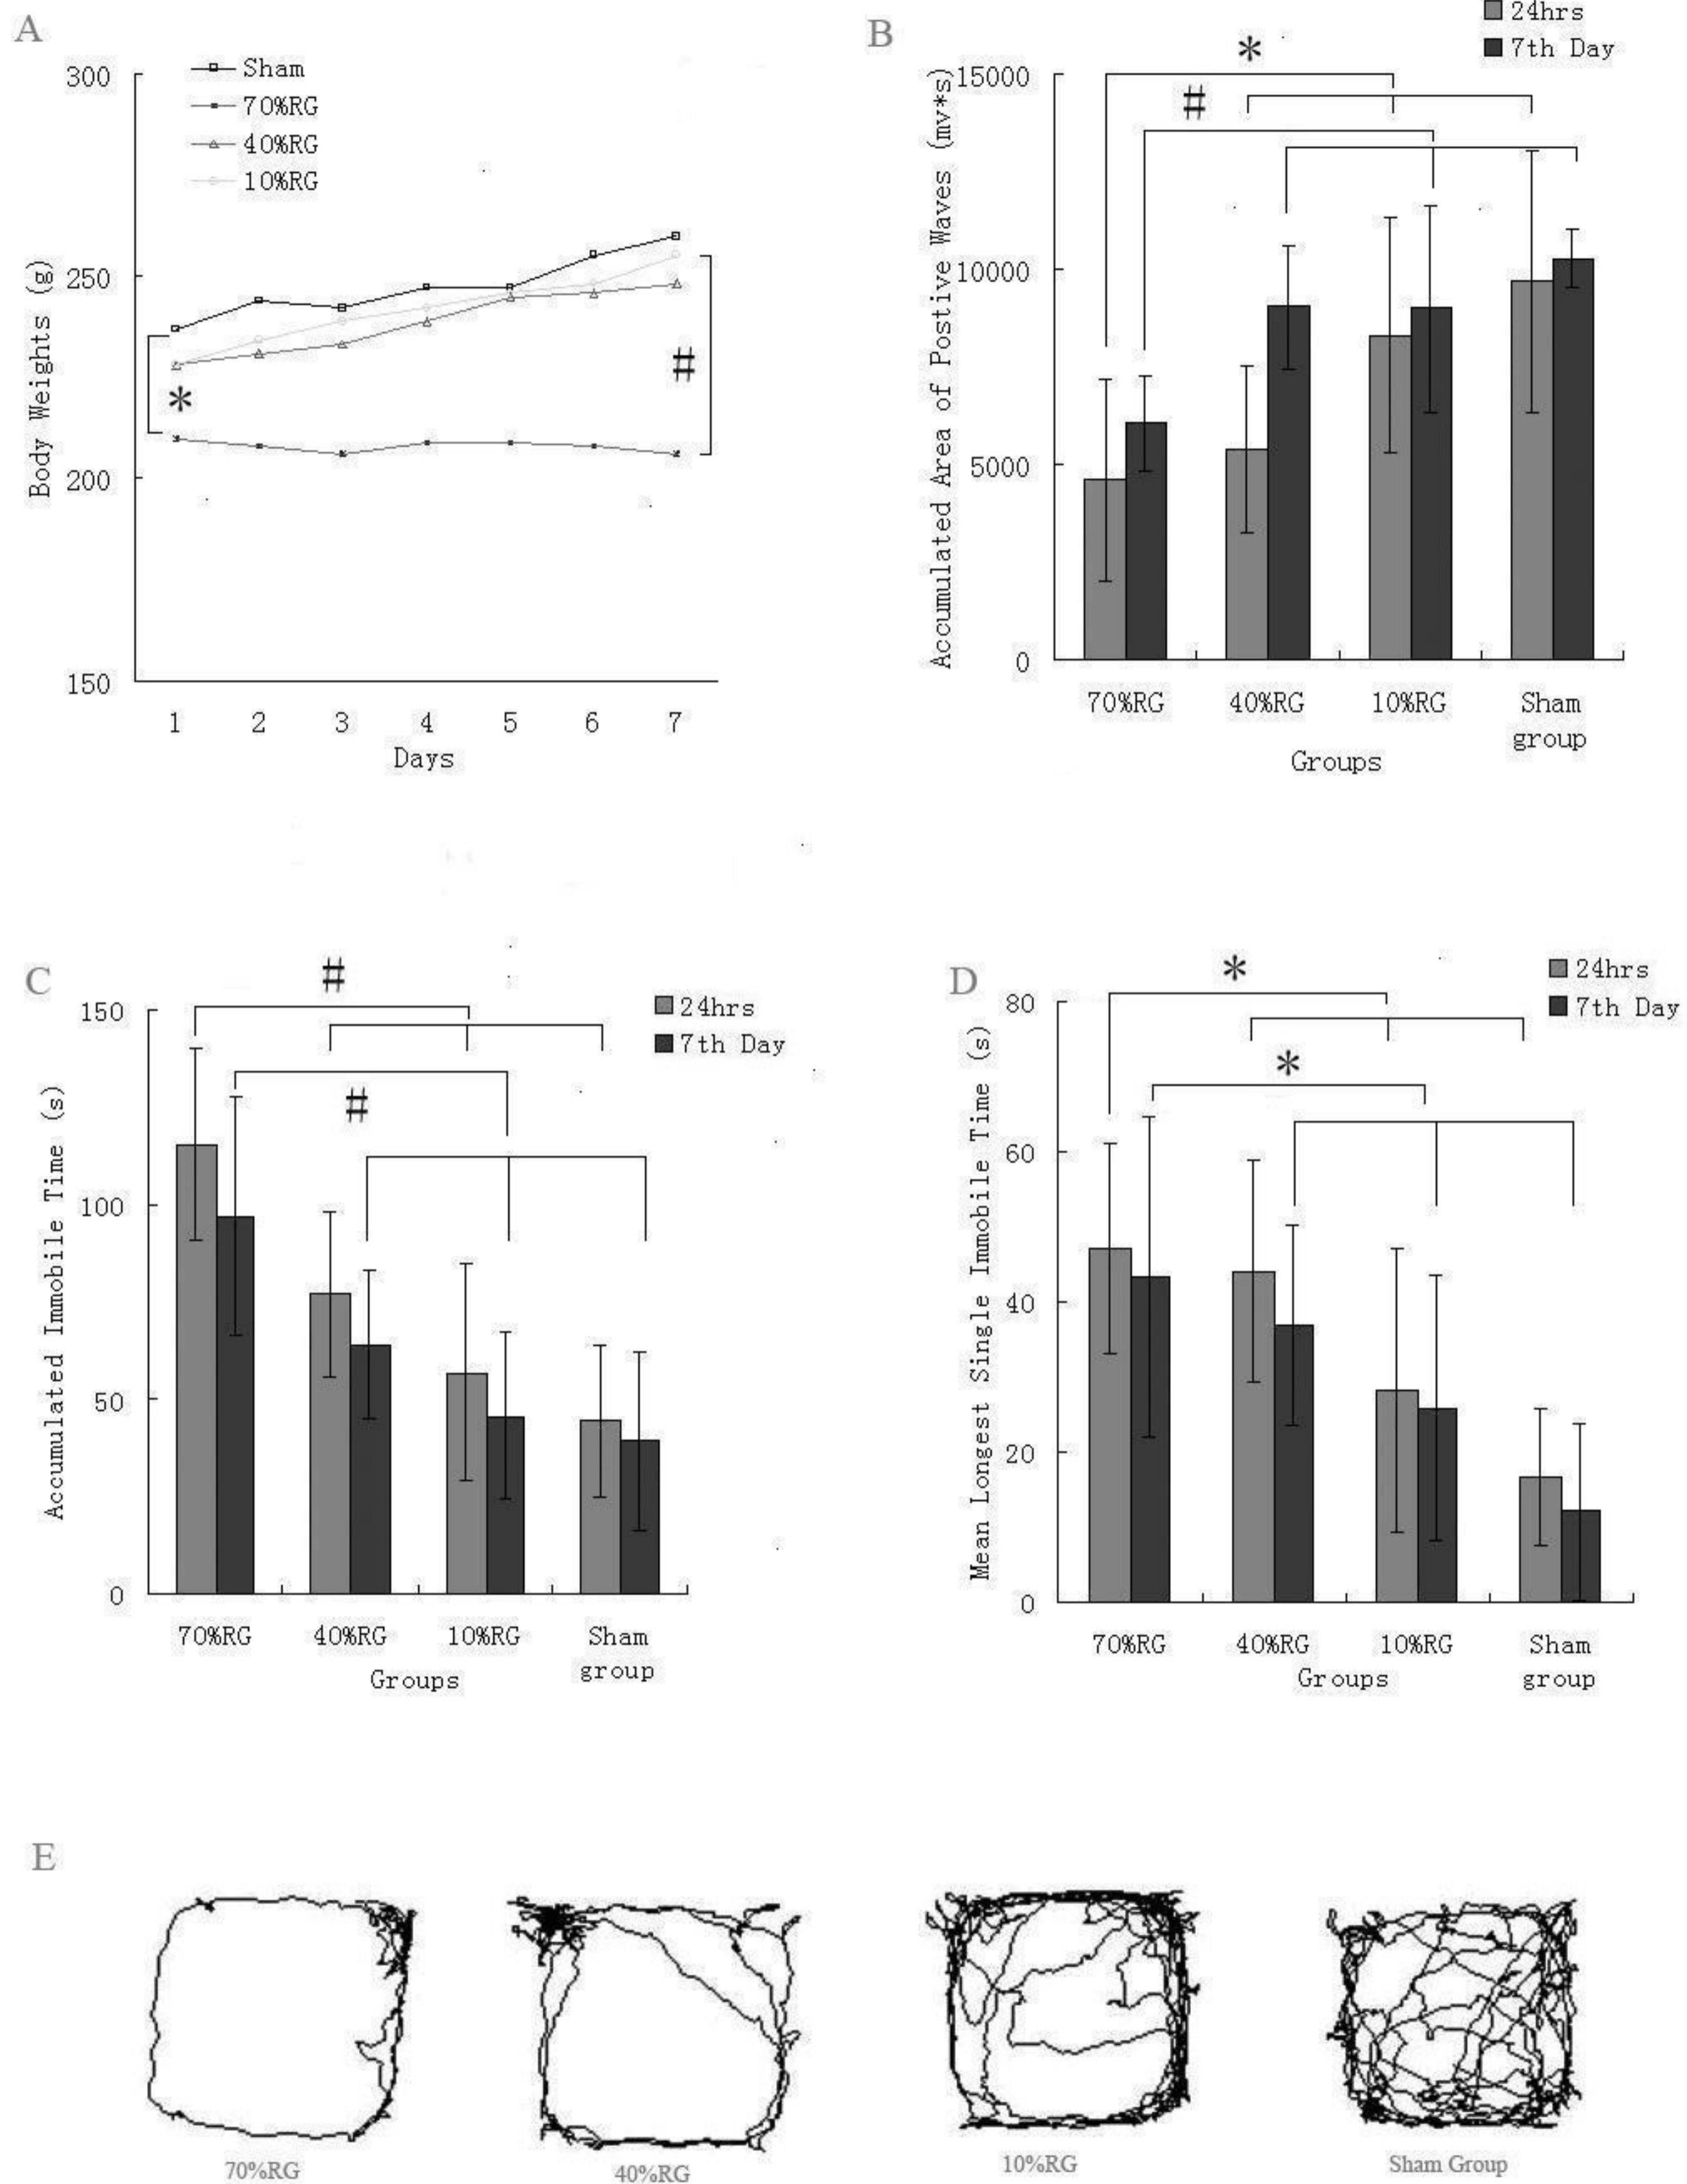 A
Sham
70%RG
40%RG
10%RG
300
250
200
150
Body Weights (g)
*
#
1 2 3 4 5 6 7
Days
B
24hrs
7th Day
*
#
15000
10000
5000
0
Accumulated Area of Postive Waves (mv*s)
70%RG 40%RG 10%RG Sham
group
Groups
C
#
#
24hrs
7th Day
150
100
50
0
Accumulated Immobile Time (s)
70%RG 40%RG 10%RG Sham
group
Groups
D
*
*
24hrs
7th Day
80
60
40
20
0
Mean Longest Single Immobile Time (s)
70%RG 40%RG 10%RG Sham
Groups group
E
70%RG 40%RG 10%RG Sham Group